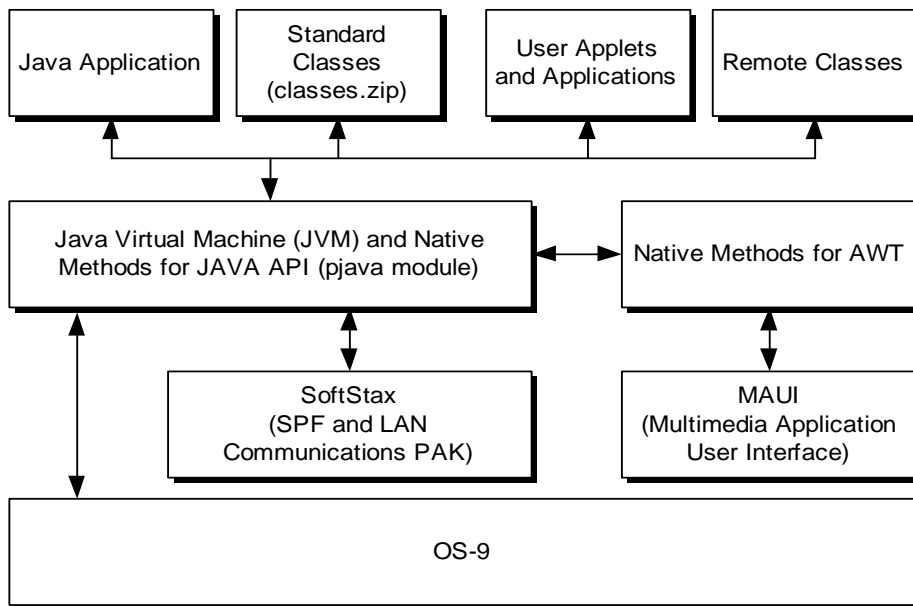 Java Application
Standard
Classes
(classes.zip)
User Applets
and Applications
Remote Classes
Java Virtual Machine (JVM) and Native
Methods for JAVA API (pjava module)
Native Methods for AWT
SoftStax
(SPF and LAN
Communications PAK)
MAUI
(Multimedia Application
User Interface)
OS-9